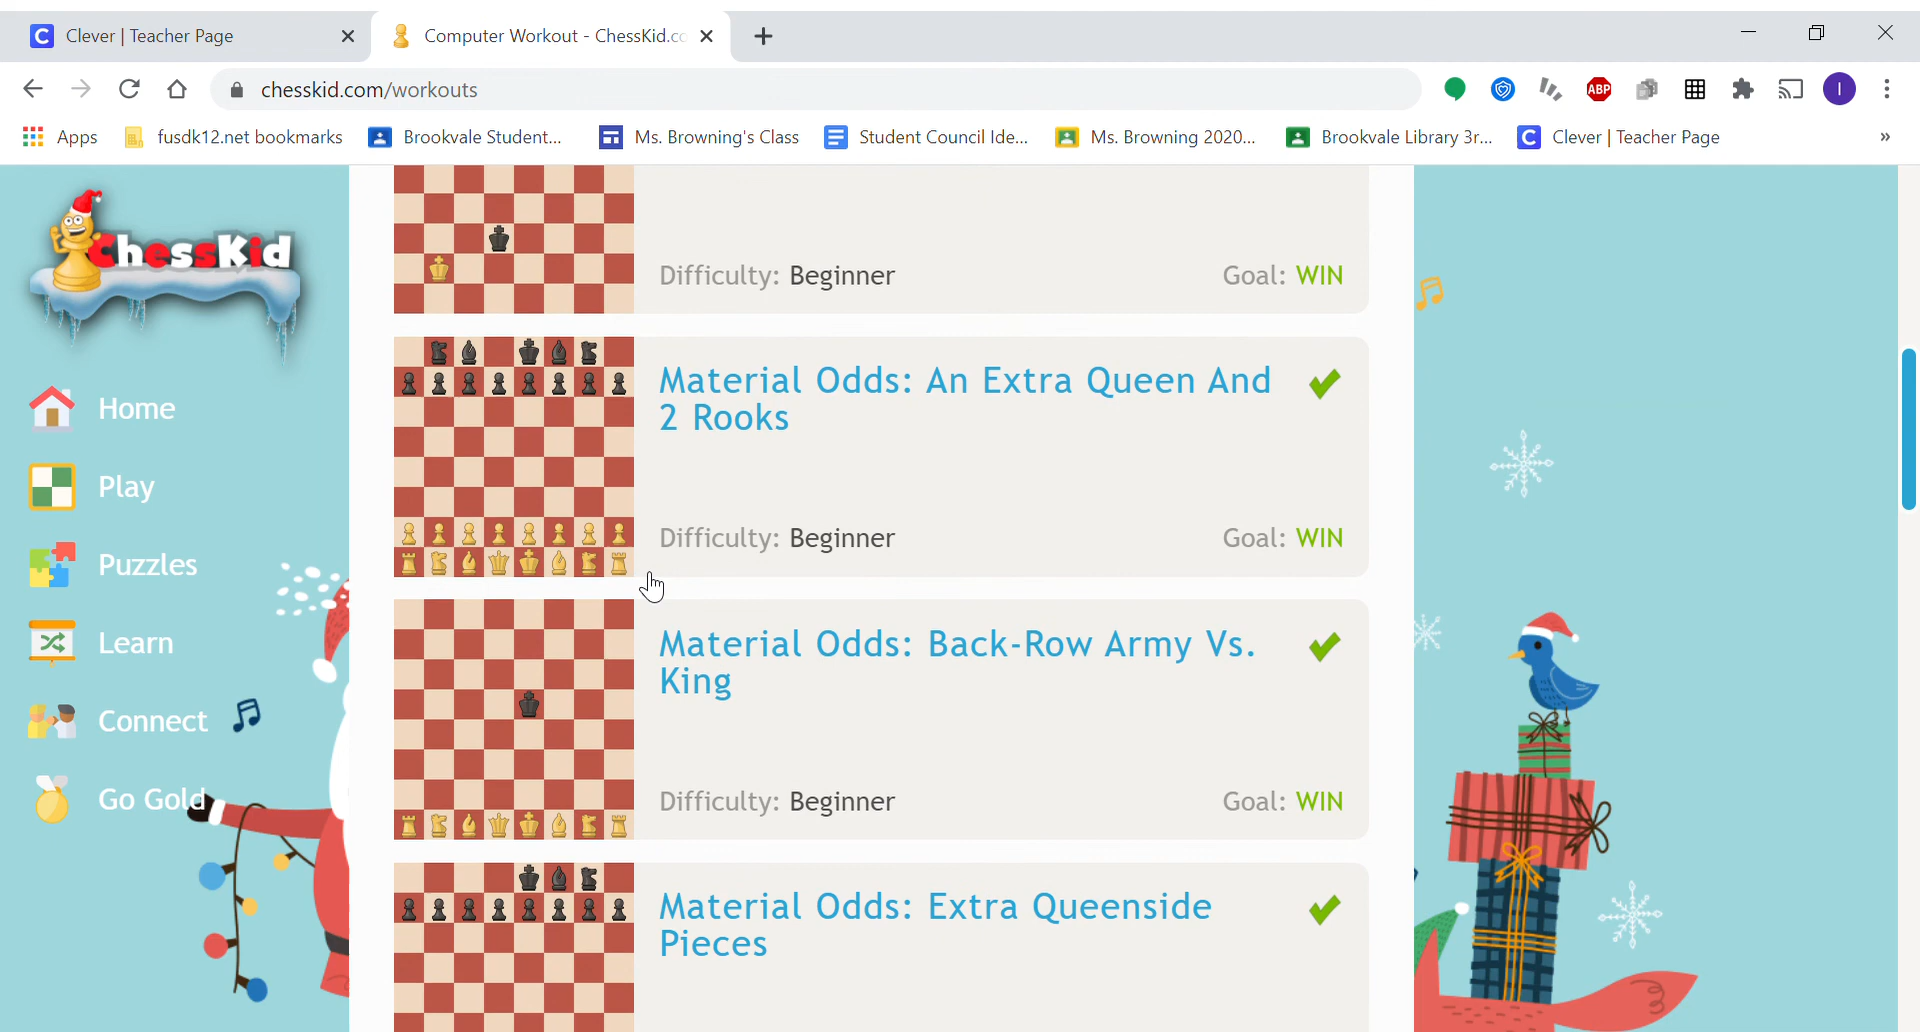 Clever | Teacher Page
Computer Workout - ChessKid.co
chesskid.com/workouts
ABP
I
Apps
fusdk12.net bookmarks
Brookvale Student...
Ms. Browning's Class
Student Council Ide...
Ms. Browning 2020...
Brookvale Library 3r...
Clever | Teacher Page
»
ChessKid
Home
Play
Puzzles
Learn
Connect
Go Gold
Difficulty: Beginner
Goal: WIN
Material Odds: An Extra Queen And
2 Rooks
Difficulty: Beginner
Goal: WIN
Material Odds: Back-Row Army Vs.
King
Difficulty: Beginner
Goal: WIN
Material Odds: Extra Queenside
Pieces